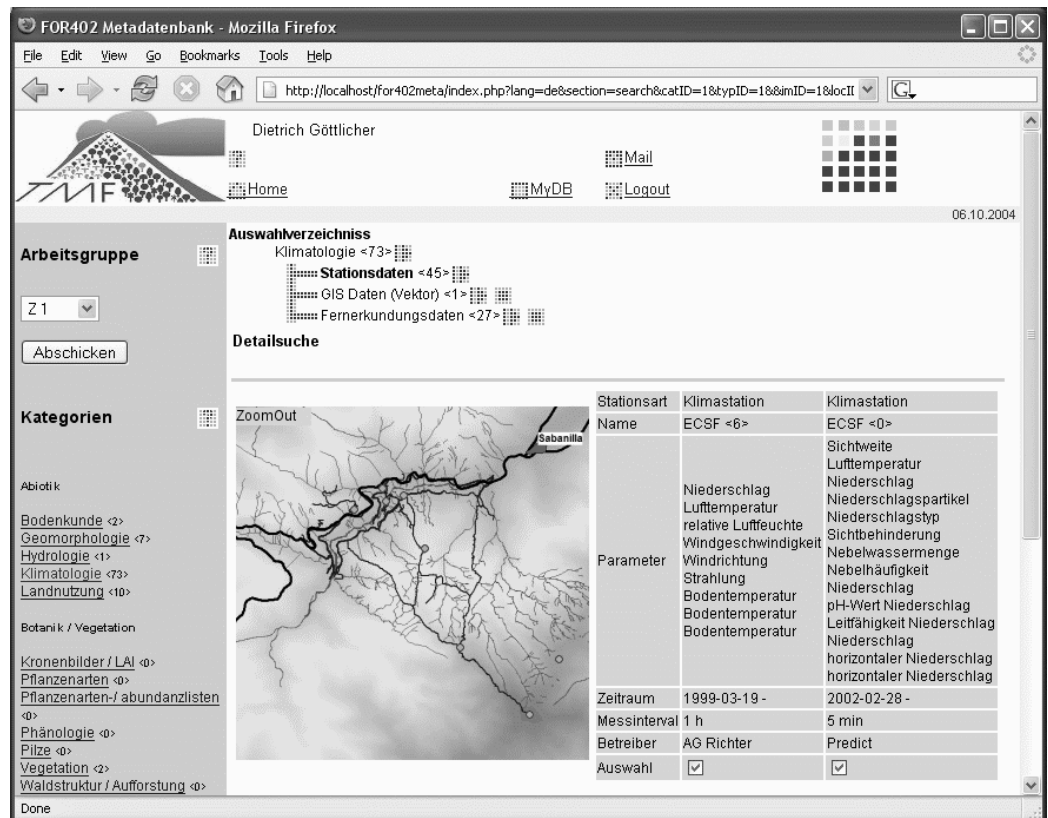 FOR402 Metadatenbank - Mozilla Firefox
File Edit View Go Bookmarks Tools Help
http://localhost/for402meta/index.php?lang=de&section=search&catID=1&typID=1&&imID=1&locII
G
TMF
Dietrich Göttlicher
Mail
Home MyDB Logout
06.10.2004
Arbeitsgruppe
Z 1
Abschicken
Kategorien
Abiotik
Bodenkunde <2>
Geomorphologie <7>
Hydrologie <1>
Klimatologie <73>
Landnutzung <10>
Botanik / Vegetation
Kronenbilder / LAI <0>
Pflanzenarten <0>
Pflanzenarten-/ abundanzlisten
<0>
Phänologie <0>
Pilze <0>
Vegetation <2>
Waldstruktur / Aufforstung <0>
Auswahlverzeichniss
Klimatologie <73>
Stationsdaten <45>
GIS Daten (Vektor) <1>
Fernerkundungsdaten <27>
Detailsuche
ZoomOut
Sabanilla
Stationsart Klimastation Klimastation
Name ECSF <6> ECSF <0>
Parameter
Niederschlag
Lufttemperatur
relative Luftfeuchte
Windgeschwindigkeit
Windrichtung
Strahlung
Bodentemperatur
Bodentemperatur
Bodentemperatur
Sichtweite
Lufttemperatur
Niederschlag
Niederschlagspartikel
Niederschlagstyp
Sichtbehinderung
Nebelwassermenge
Nebelhäufigkeit
Niederschlag
pH-Wert Niederschlag
Leitfähigkeit Niederschlag
Niederschlag
horizontaler Niederschlag
horizontaler Niederschlag
Zeitraum 1999-03-19 - 2002-02-28 -
Messinterval 1 h 5 min
Betreiber AG Richter Predict
Auswahl
Done